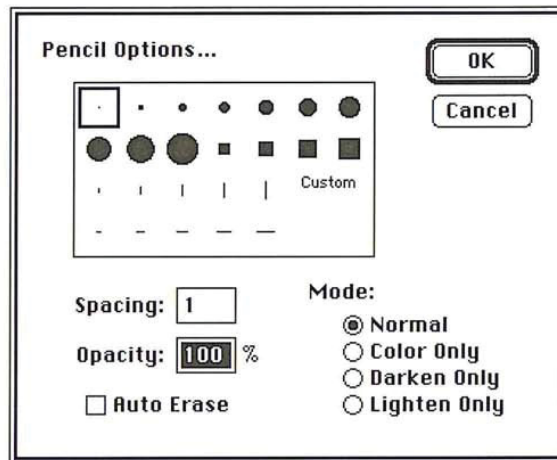 Pencil Options...
OK
Cancel
Custom
Spacing: 1
Opacity: 100 %
Auto Erase
Mode:
Normal
Color Only
Darken Only
Lighten Only